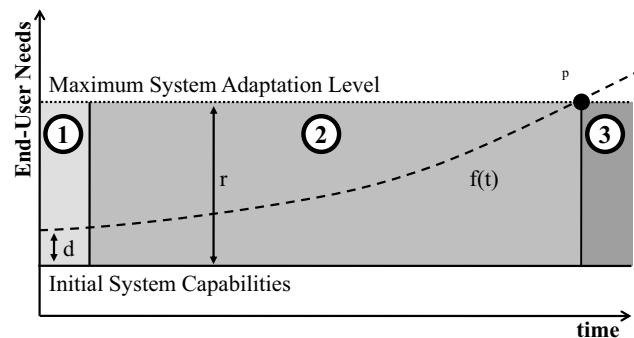 End-User Needs
p
Maximum System Adaptation Level
1
2
3
r
f(t)
d
Initial System Capabilities
time